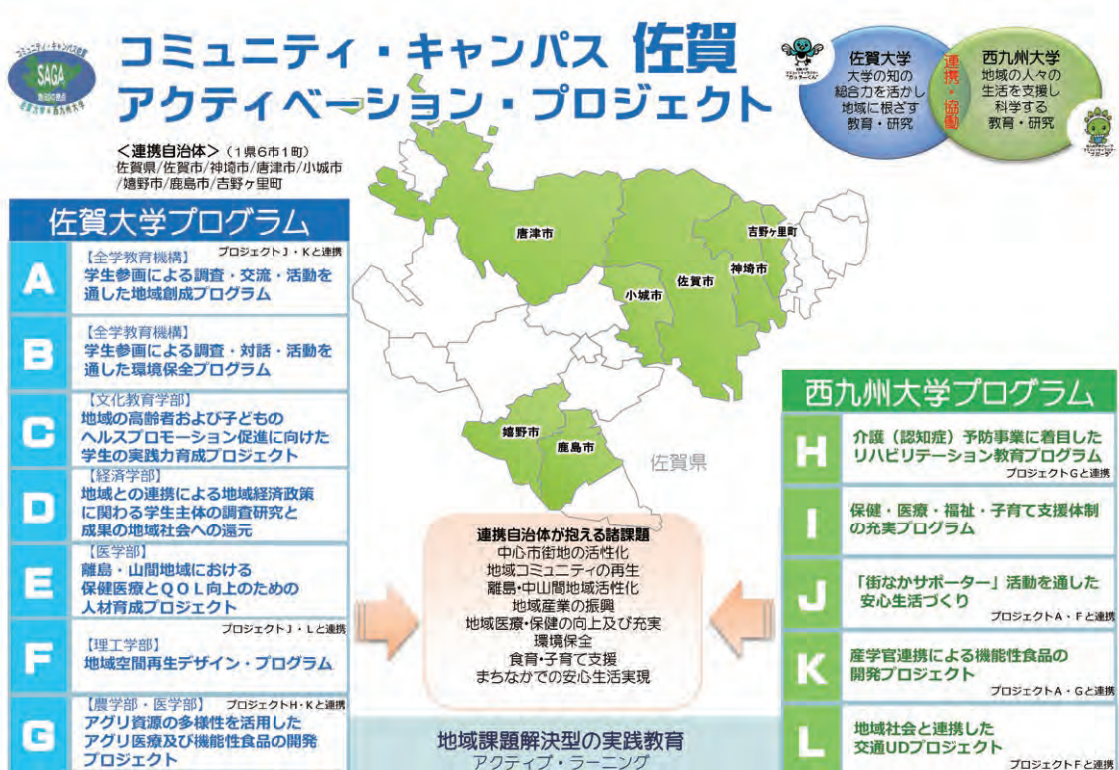 コミュニティ・キャンパス 佐賀
アクティベーション・プロジェクト
SAGA
佐賀大学
大学の知の
総合力を活かし
地域に根ざす
教育・研究
連携・協働
西九州大学
地域の人々の
生活を支援し
科学する
教育・研究
＜連携自治体＞（1県6市1町）
佐賀県/佐賀市/神埼市/唐津市/小城市
/嬉野市/鹿島市/吉野ヶ里町
佐賀大学プログラム
A
【全学教育機構】 プロジェクトJ・Kと連携
学生参画による調査・交流・活動を
通した地域創成プログラム
B
【全学教育機構】
学生参画による調査・対話・活動を
通した環境保全プログラム
C
【文化教育学部】
地域の高齢者および子どもの
ヘルスプロモーション促進に向けた
学生の実践力育成プロジェクト
D
【経済学部】
地域との連携による地域経済政策
に関わる学生主体の調査研究と
成果の地域社会への還元
E
【医学部】
離島・山間地域における
保健医療とQOL向上のための
人材育成プロジェクト
F
プロジェクトJ・Lと連携
【理工学部】
地域空間再生デザイン・プログラム
G
【農学部・医学部】 プロジェクトH・Kと連携
アグリ資源の多様性を活用した
アグリ医療及び機能性食品の開発
プロジェクト
唐津市
吉野ヶ里町
神埼市
佐賀市
小城市
嬉野市
鹿島市
佐賀県
連携自治体が抱える諸課題
中心市街地の活性化
地域コミュニティの再生
離島・中山間地域活性化
地域産業の振興
地域医療・保健の向上及び充実
環境保全
食育・子育て支援
まちなかでの安心生活実現
地域課題解決型の実践教育
アクティブ・ラーニング
西九州大学プログラム
H
介護（認知症）予防事業に着目した
リハビリテーション教育プログラム
プロジェクトGと連携
I
保健・医療・福祉・子育て支援体制
の充実プログラム
J
「街なかサポーター」活動を通した
安心生活づくり
プロジェクトA・Fと連携
K
産学官連携による機能性食品の
開発プロジェクト
プロジェクトA・Gと連携
L
地域社会と連携した
交通UDプロジェクト
プロジェクトFと連携